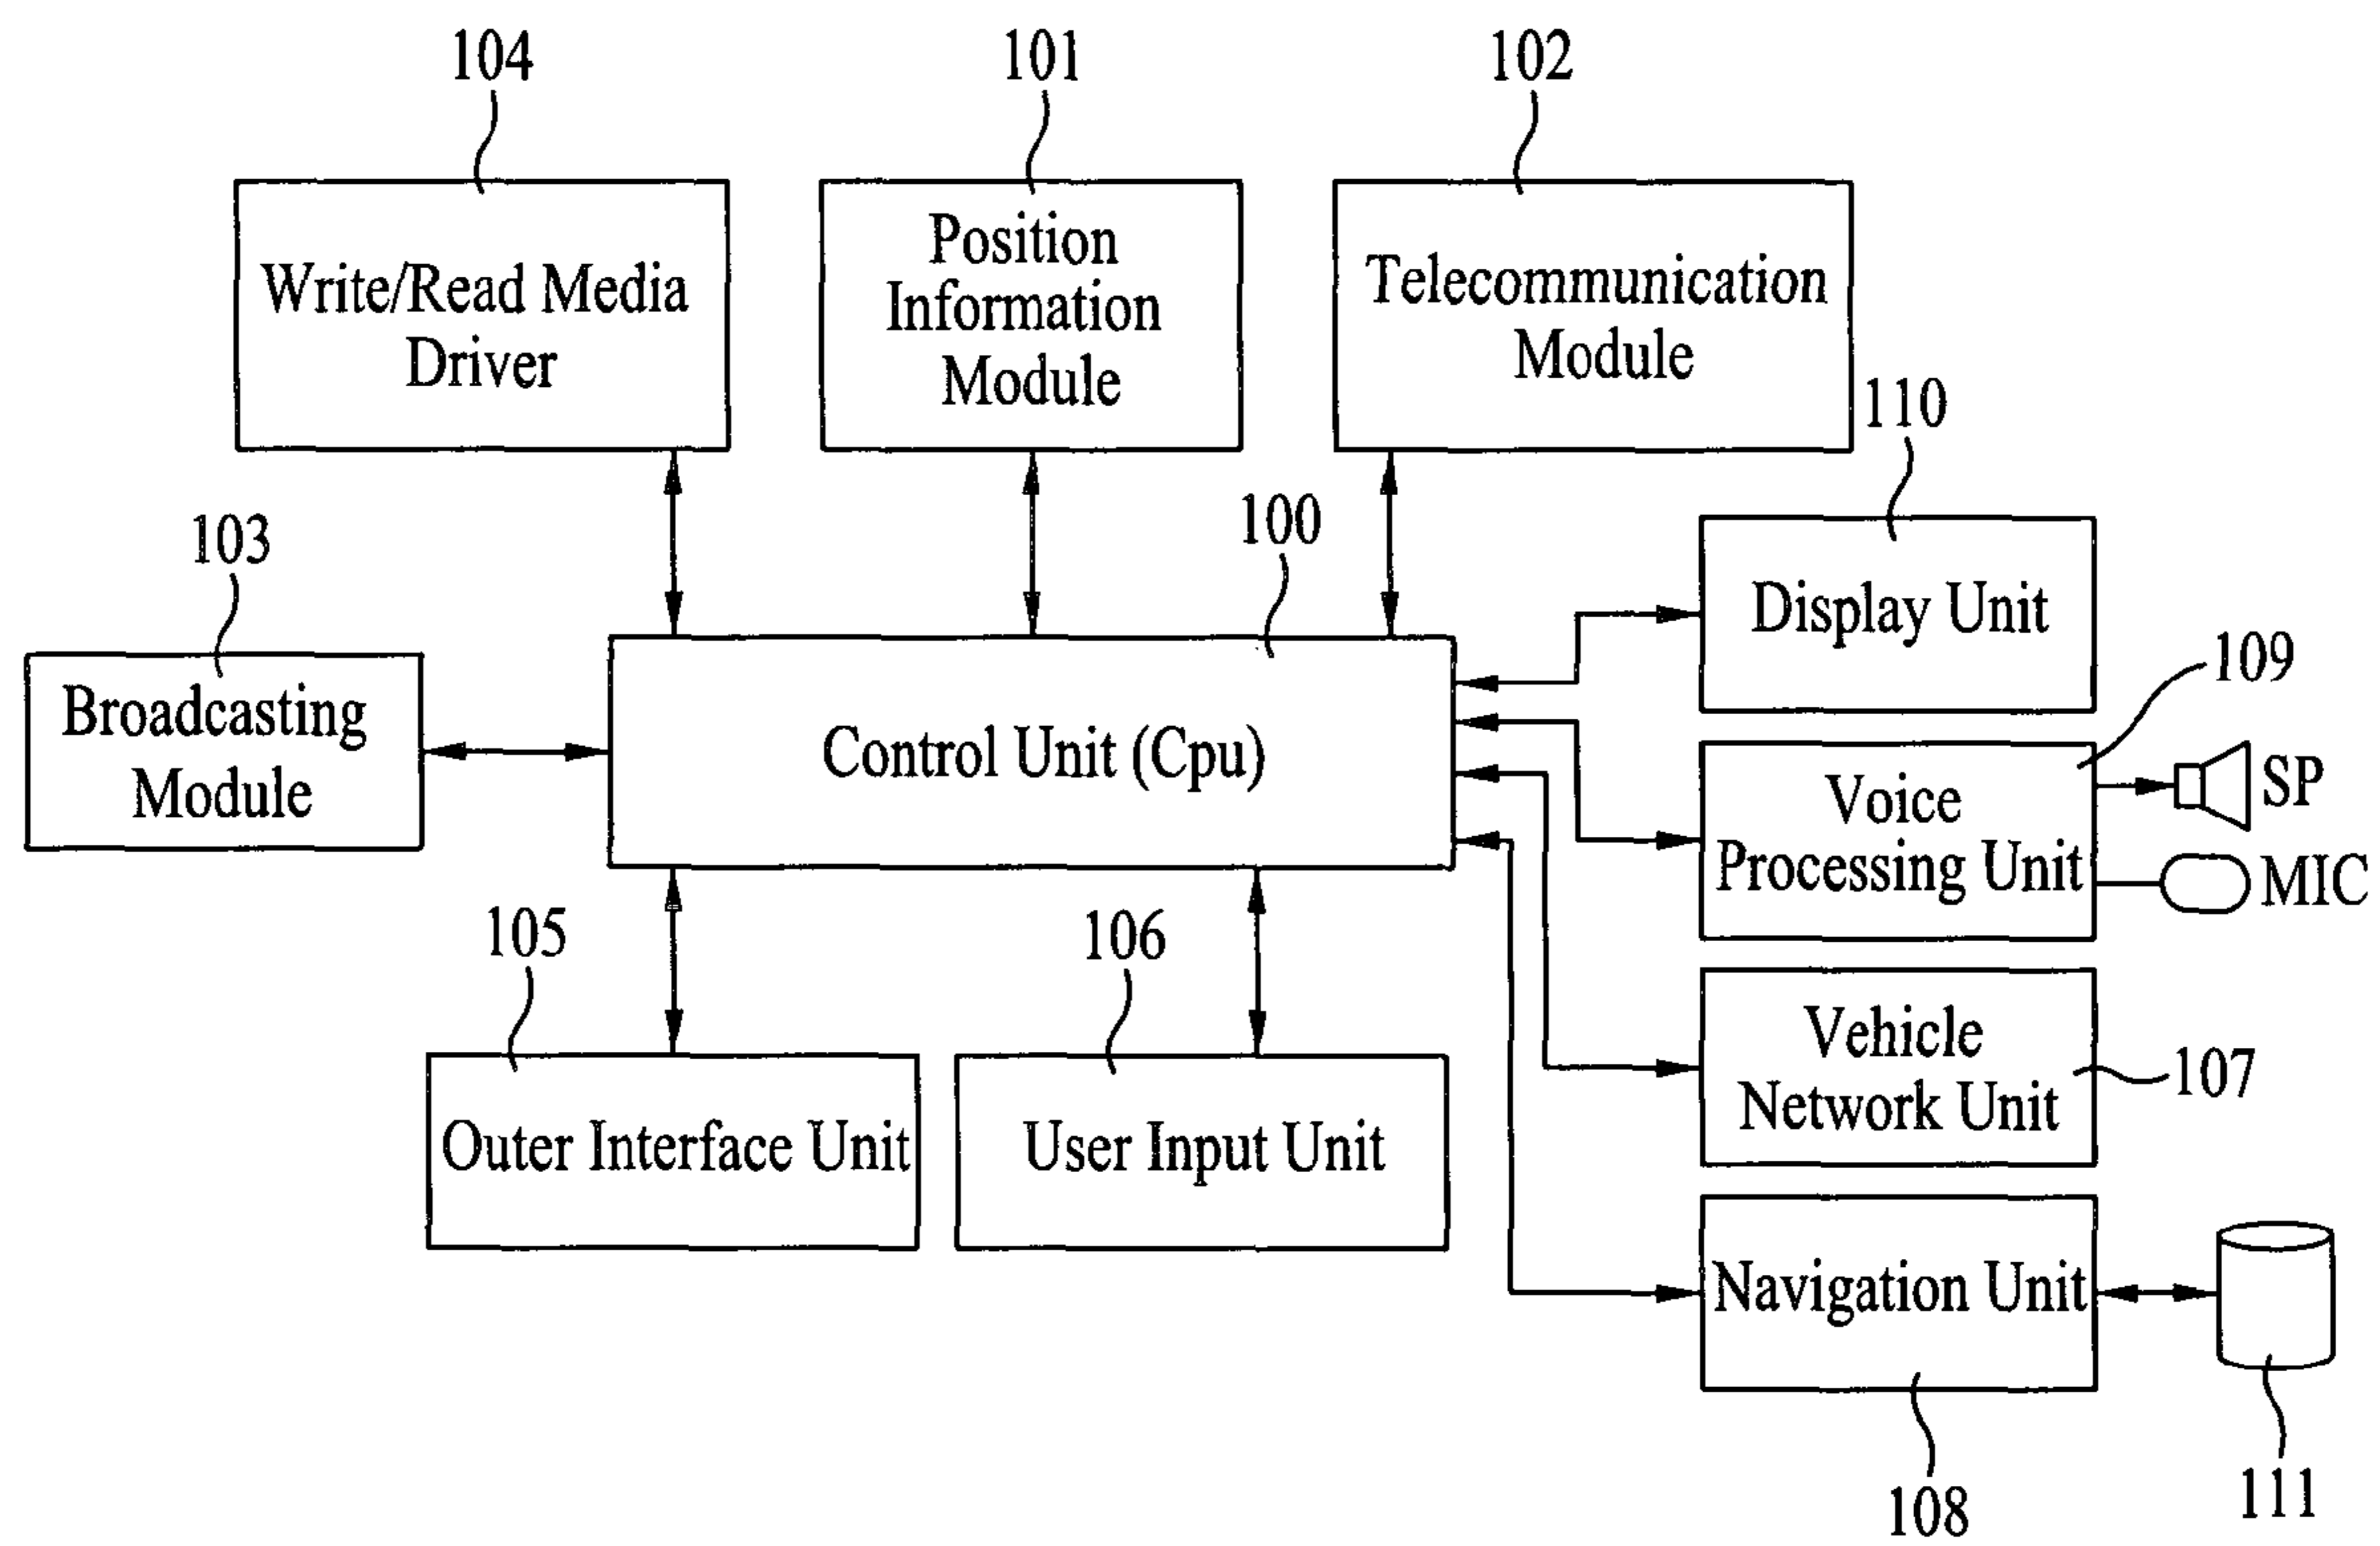 104
101
102
Write/Read Media
Driver
Position
Information
Module
Telecommunication
Module
110
103
100
Display Unit
109
Broadcasting
Module
Control Unit (Cpu)
Voice
Processing Unit
SP
MIC
105
106
Vehicle
Network Unit
107
Outer Interface Unit
User Input Unit
Navigation Unit
108
111